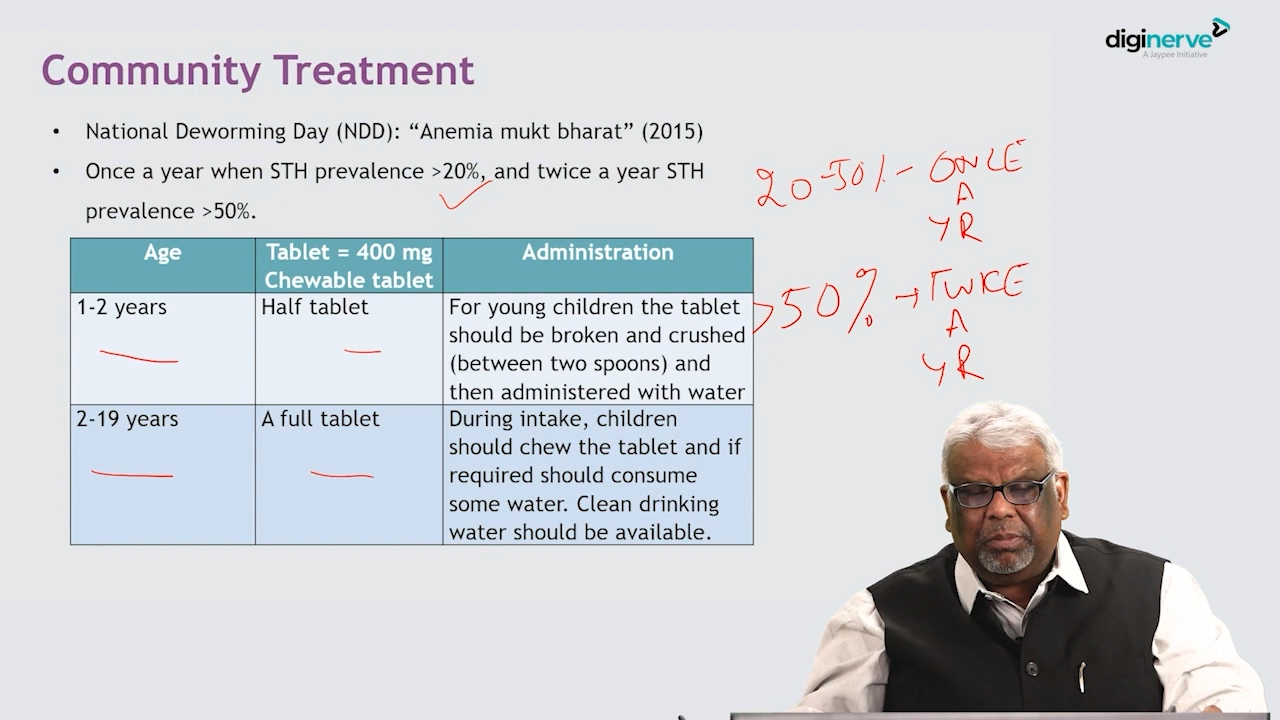 diginerve
A Jaypee Initiative
Community Treatment
• National Deworming Day (NDD): “Anemia mukt bharat” (2015)
• Once a year when STH prevalence >20%, and twice a year STH
prevalence >50%.
20-50% - ONCE
A
YR
>50% → TWICE
A
YR
Age
Tablet = 400 mg
Chewable tablet
Administration
1-2 years
Half tablet
For young children the tablet
should be broken and crushed
(between two spoons) and
then administered with water
2-19 years
A full tablet
During intake, children
should chew the tablet and if
required should consume
some water. Clean drinking
water should be available.